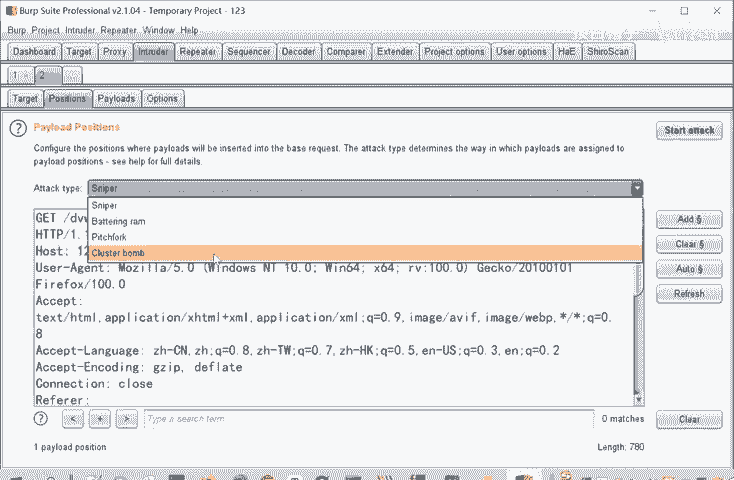 Burp Suite Professional v2.1.04 - Temporary Project - 123
Burp Project Intruder Repeater Window Help
Dashboard Target Proxy Intruder Repeater Sequencer Decoder Comparer Extender Project options User options HaE ShiroScan
1 2
Target Positions Payloads Options
? Payload Positions
Start attack
Configure the positions where payloads will be inserted into the base request. The attack type determines the way in which payloads are assigned to
payload positions - see help for full details.
Attack type: Sniper
Sniper
Battering ram
Pitchfork
Cluster bomb
GET /dvw
HTTP/1.
Host: 12
User-Agent: Mozilla/5.0 (Windows NT 10.0; Win64; x64; rv:100.0) Gecko/20100101
Firefox/100.0
Accept:
text/html,application/xhtml+xml,application/xml;q=0.9,image/avif,image/webp,*/*;q=0.
8
Accept-Language: zh-CN,zh;q=0.8,zh-TW;q=0.7,zh-HK;q=0.5,en-US;q=0.3,en;q=0.2
Accept-Encoding: gzip, deflate
Connection: close
Referer:
Add §
Clear §
Auto §
Refresh
? < + > Type a search term 0 matches Clear
1 payload position Length: 780